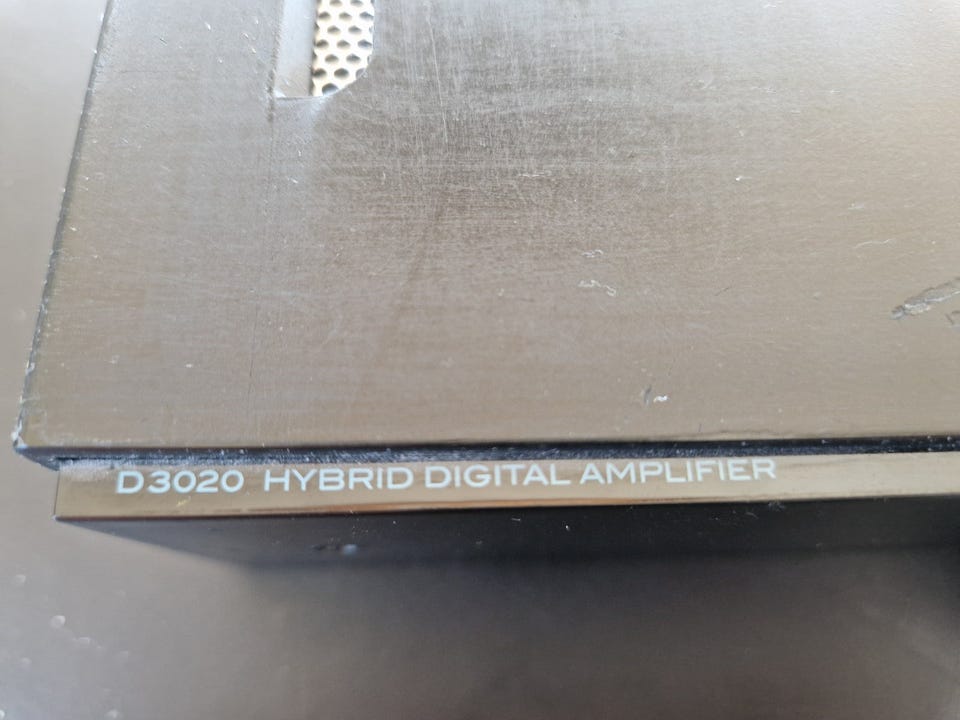 D3020 HYBRID DIGITAL AMPLIFIER